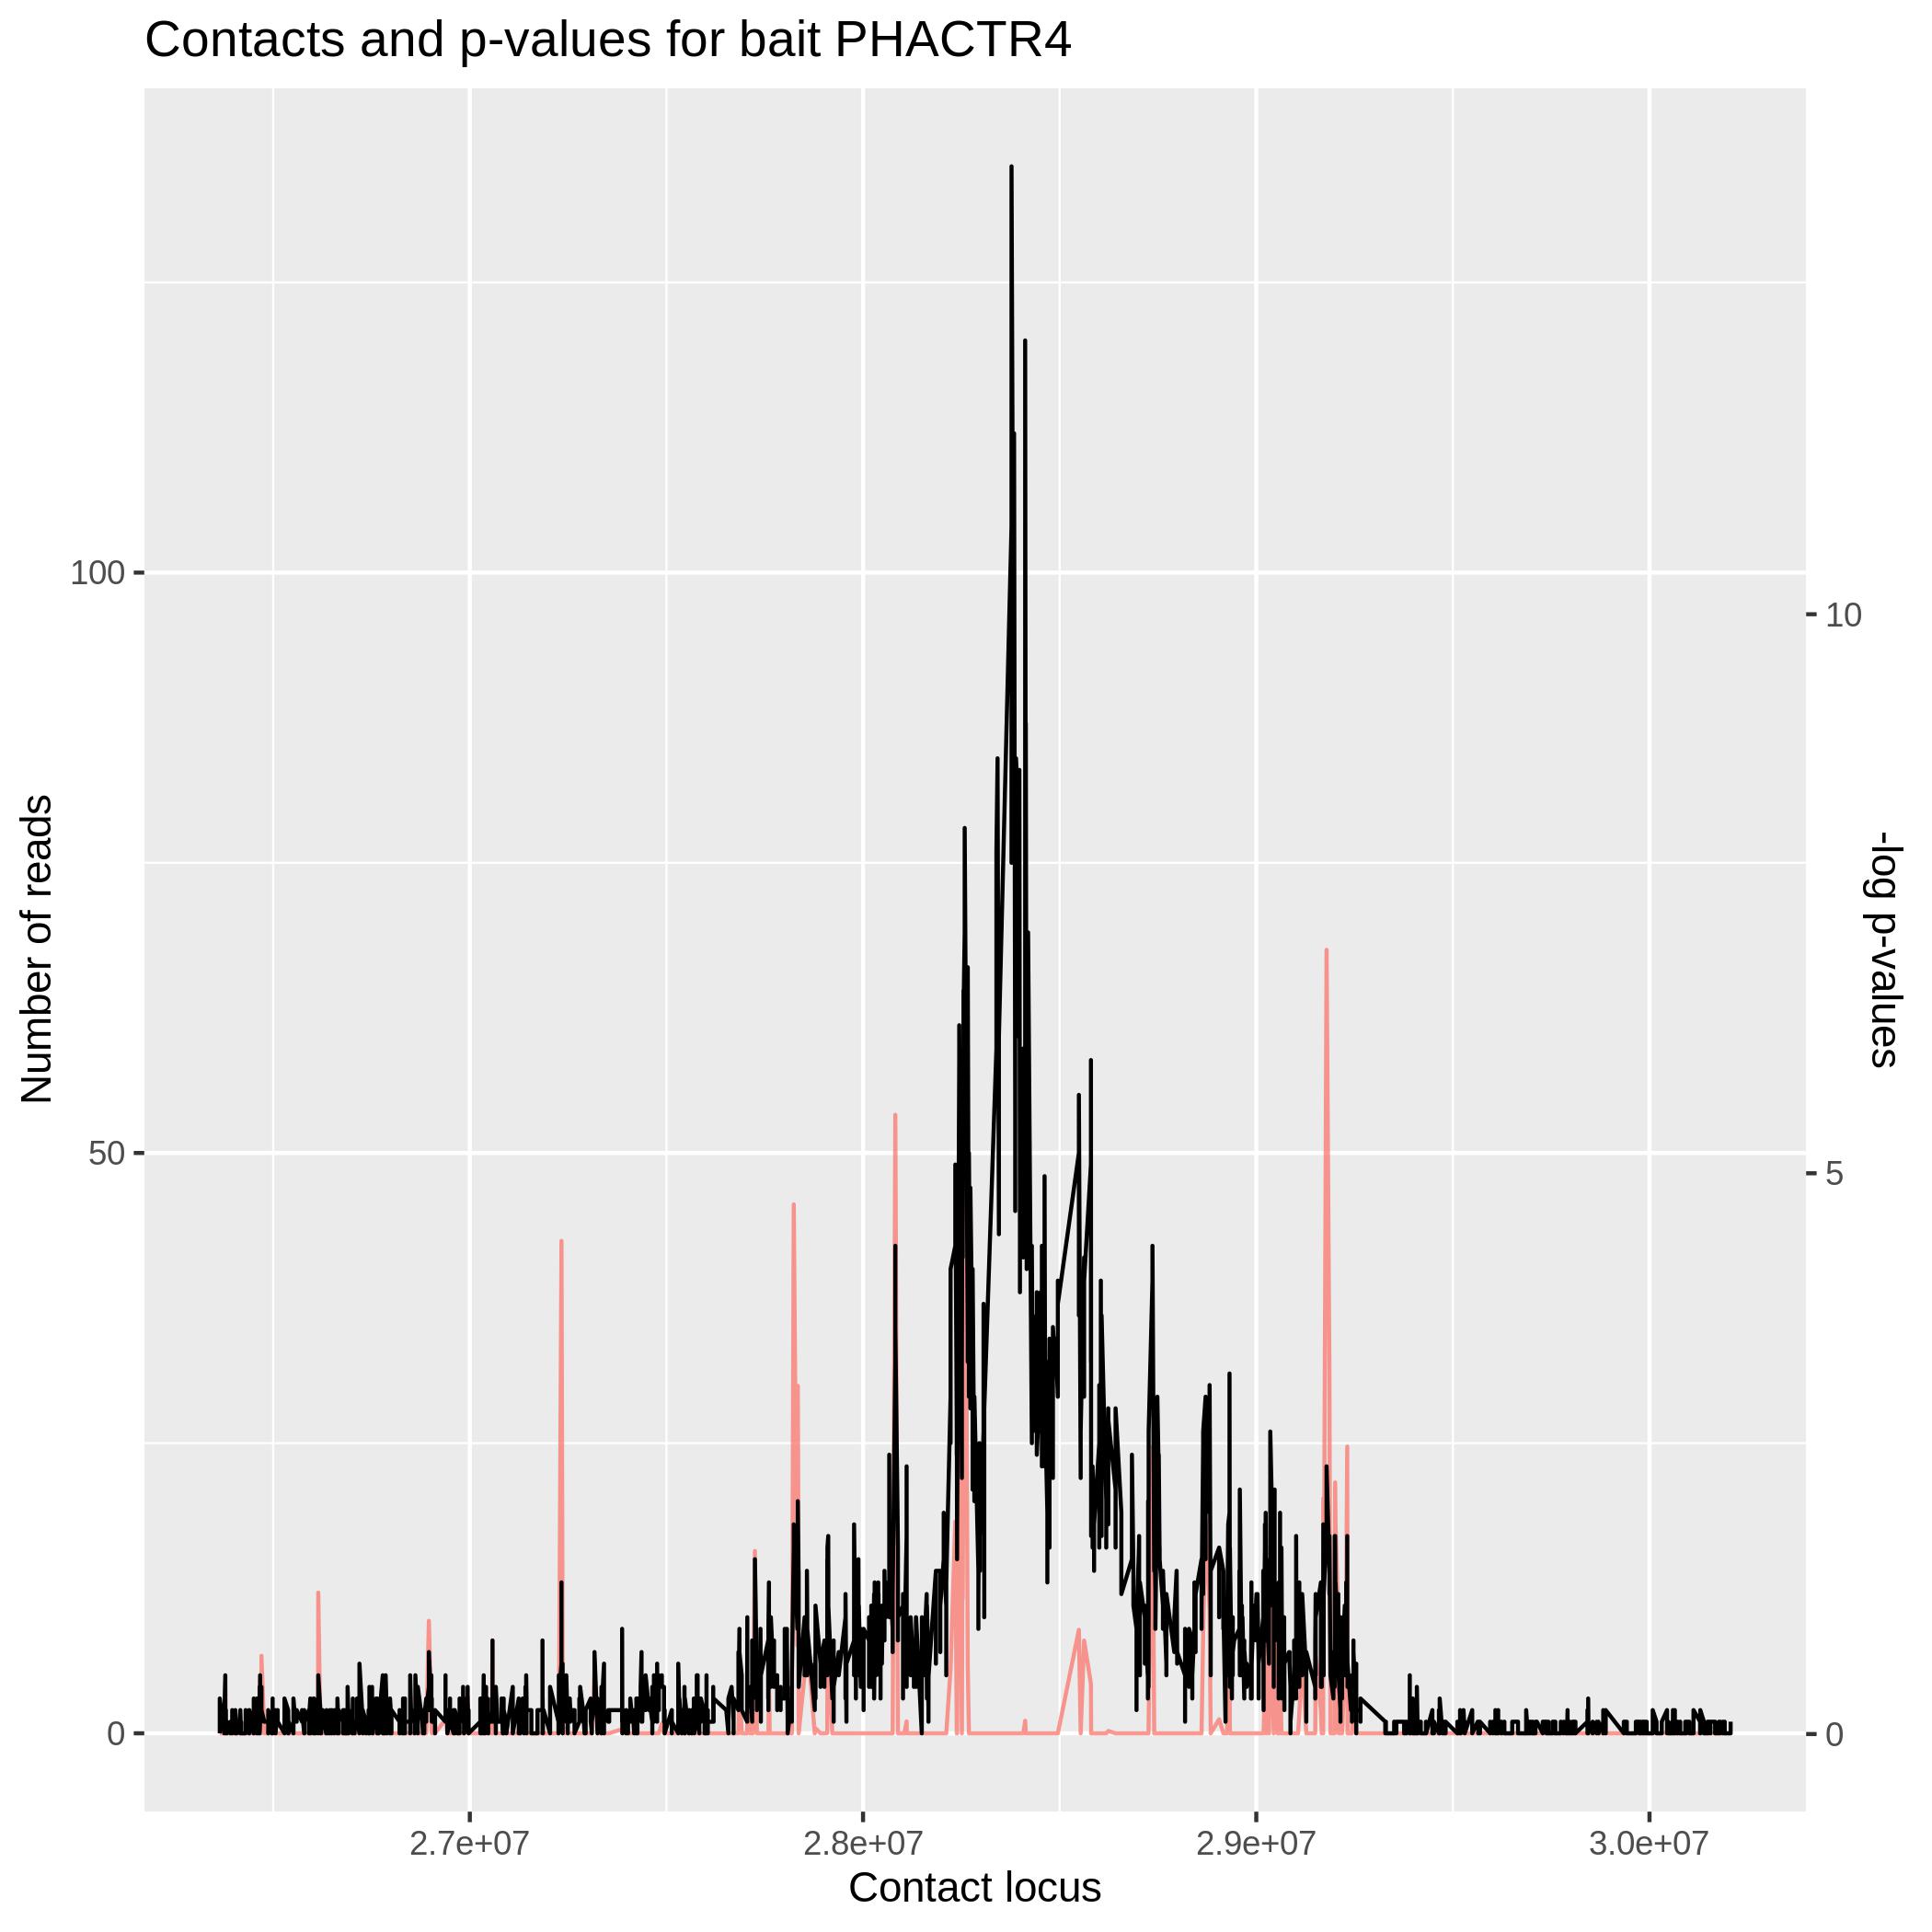 Contacts and p-values for bait PHACTR4
Number of reads
100
50
0
10
5
0
-log p-values
2.7e+07
2.8e+07
2.9e+07
3.0e+07
Contact locus